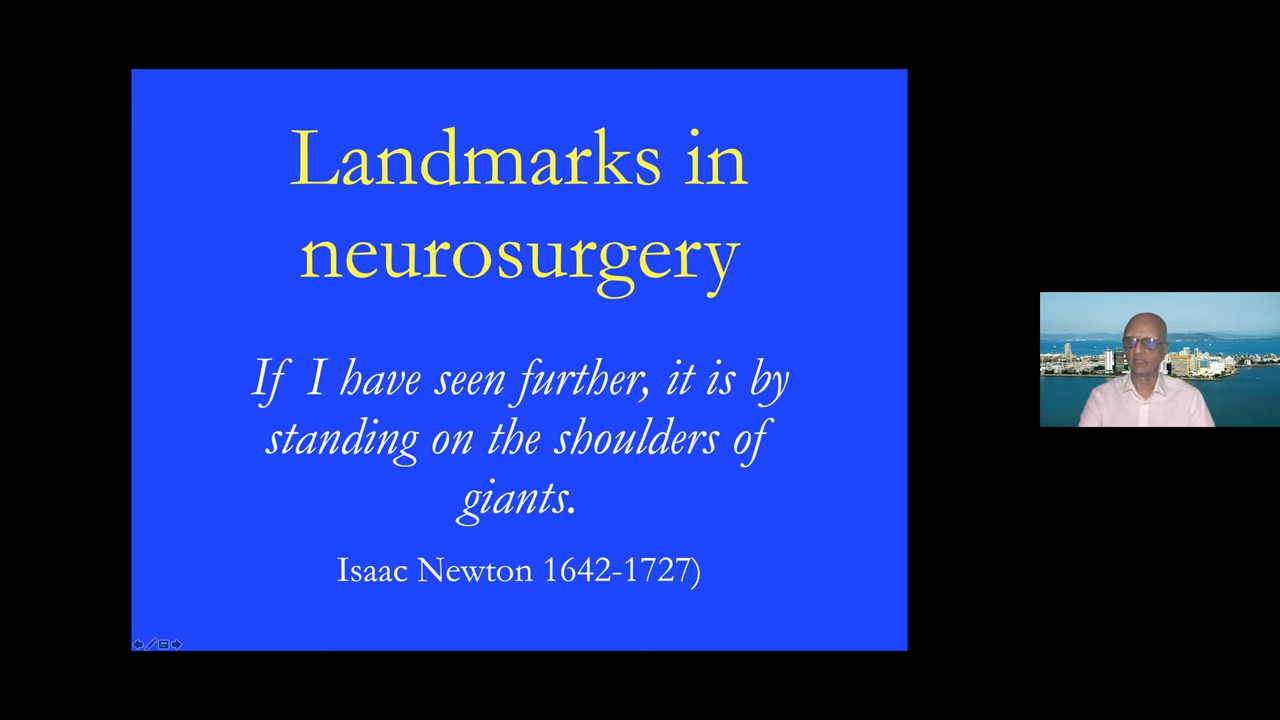 Landmarks in
neurosurgery
If I have seen further, it is by
standing on the shoulders of
giants.
Isaac Newton 1642-1727)